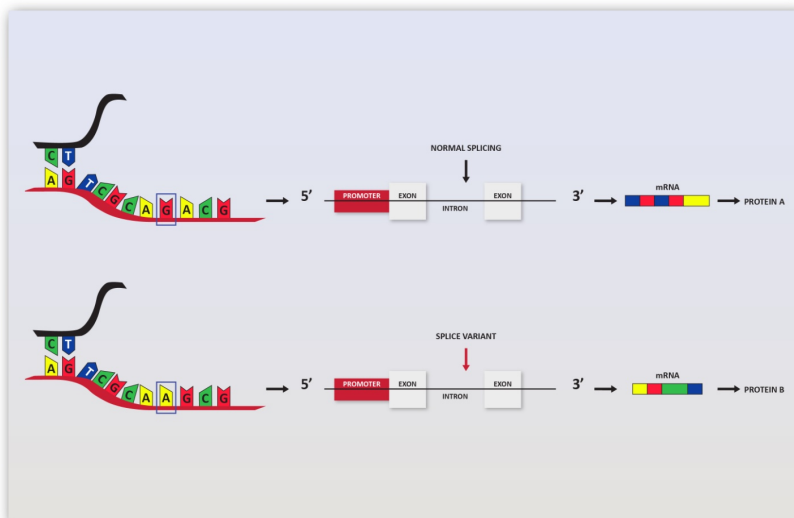 NORMAL SPLICING
C T
A G T C G C A G A C G
5' PROMOTER EXON INTRON EXON 3' mRNA PROTEIN A
SPLICE VARIANT
C T
A G T C G C A A G C G
5' PROMOTER EXON INTRON EXON 3' mRNA PROTEIN B